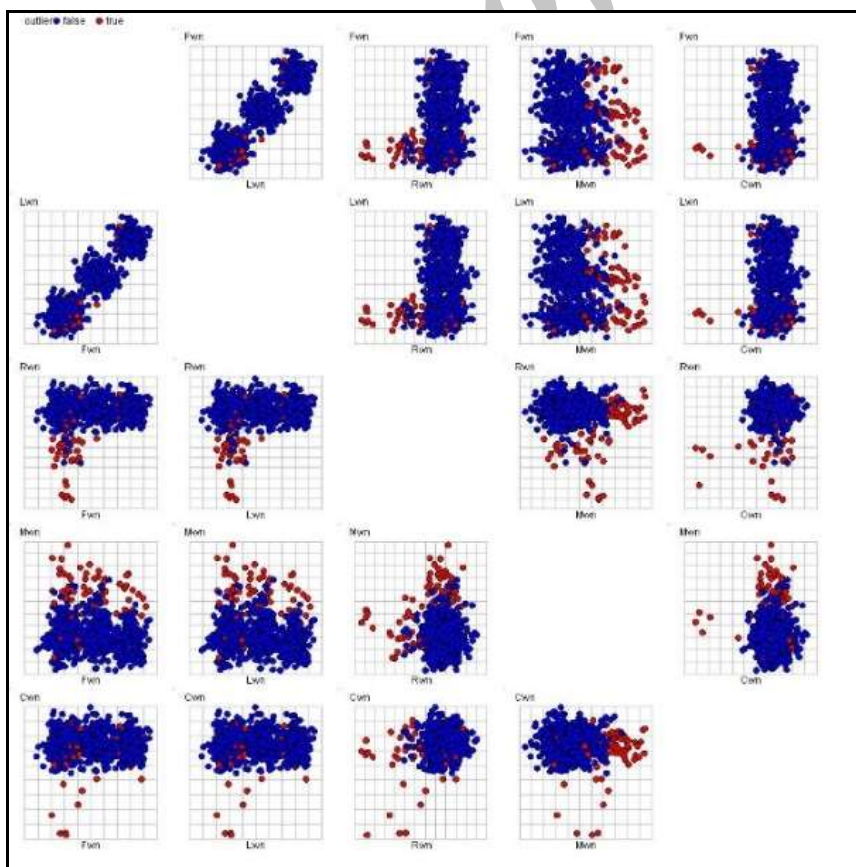 outlier false true
Fwn Fwn Fwn Fwn
Lwn Rwn Mwn Cwn
Lwn Lwn Lwn Lwn
Fwn Rwn Mwn Cwn
Rwn Rwn Rwn Rwn
Fwn Lwn Mwn Cwn
Mwn Mwn Mwn Mwn
Fwn Lwn Rwn Cwn
Cwn Cwn Cwn Cwn
Fwn Lwn Rwn Mwn